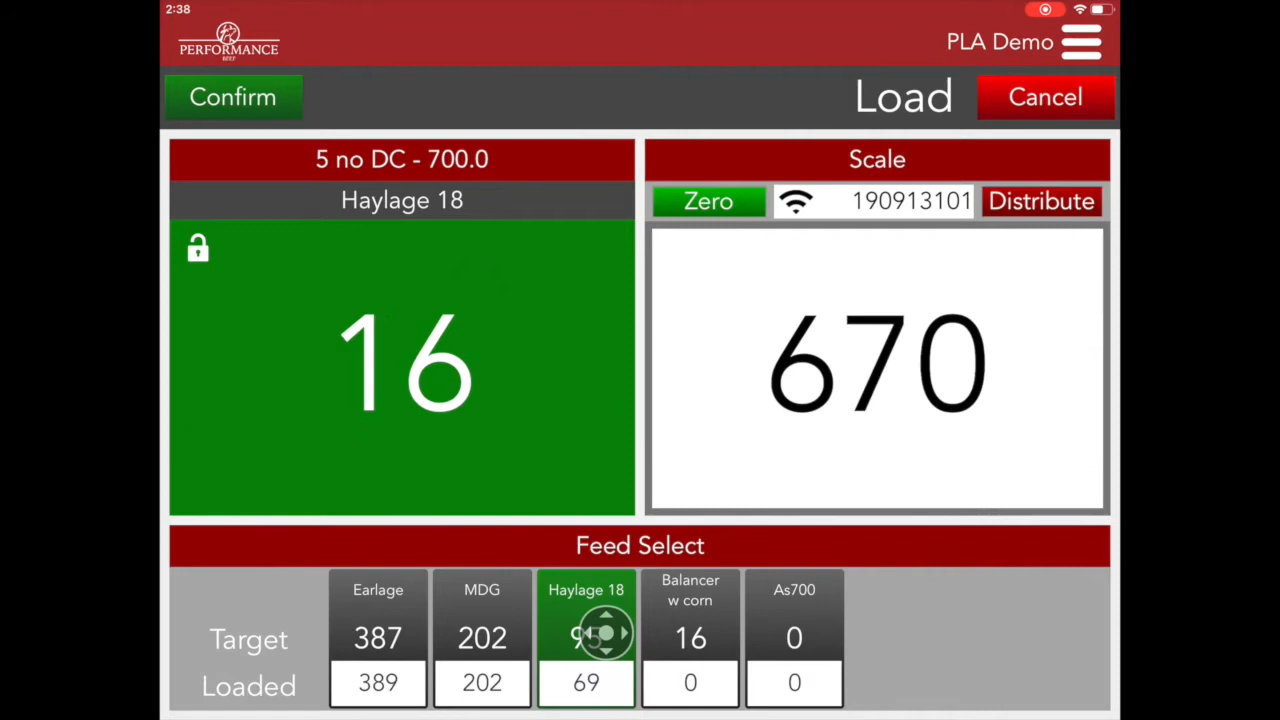 2:38
PERFORMANCE
BEEF
PLA Demo
Confirm
Load
Cancel
5 no DC - 700.0
Haylage 18
16
Scale
Zero
190913101
Distribute
670
Feed Select
Earlage
MDG
Haylage 18
Balancer
w corn
As700
Target
387
202
95
16
0
Loaded
389
202
69
0
0